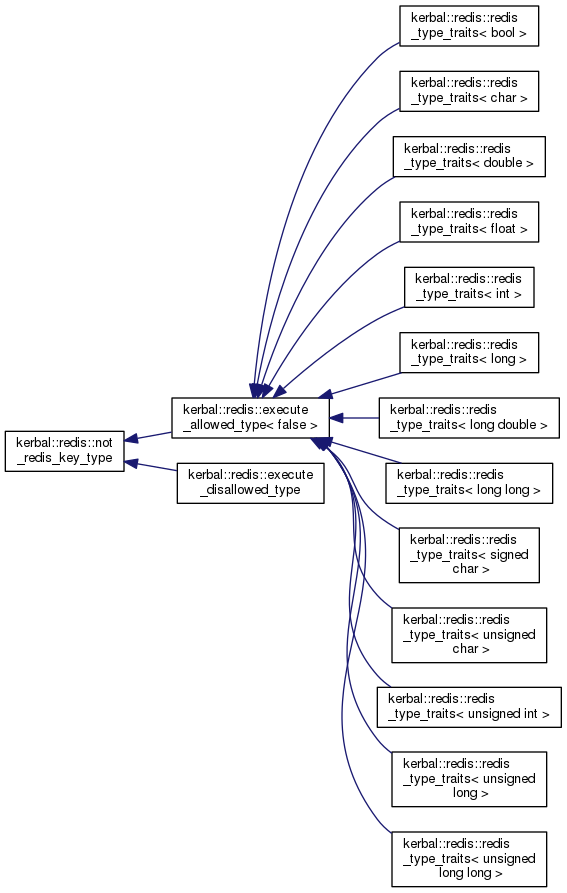 kerbal::redis::redis
_type_traits< bool >
kerbal::redis::redis
_type_traits< char >
kerbal::redis::redis
_type_traits< double >
kerbal::redis::redis
_type_traits< float >
kerbal::redis::redis
_type_traits< int >
kerbal::redis::redis
_type_traits< long >
kerbal::redis::execute
_allowed_type< false >
kerbal::redis::redis
_type_traits< long double >
kerbal::redis::not
_redis_key_type
kerbal::redis::execute
_disallowed_type
kerbal::redis::redis
_type_traits< long long >
kerbal::redis::redis
_type_traits< signed
char >
kerbal::redis::redis
_type_traits< unsigned
char >
kerbal::redis::redis
_type_traits< unsigned int >
kerbal::redis::redis
_type_traits< unsigned
long >
kerbal::redis::redis
_type_traits< unsigned
long long >